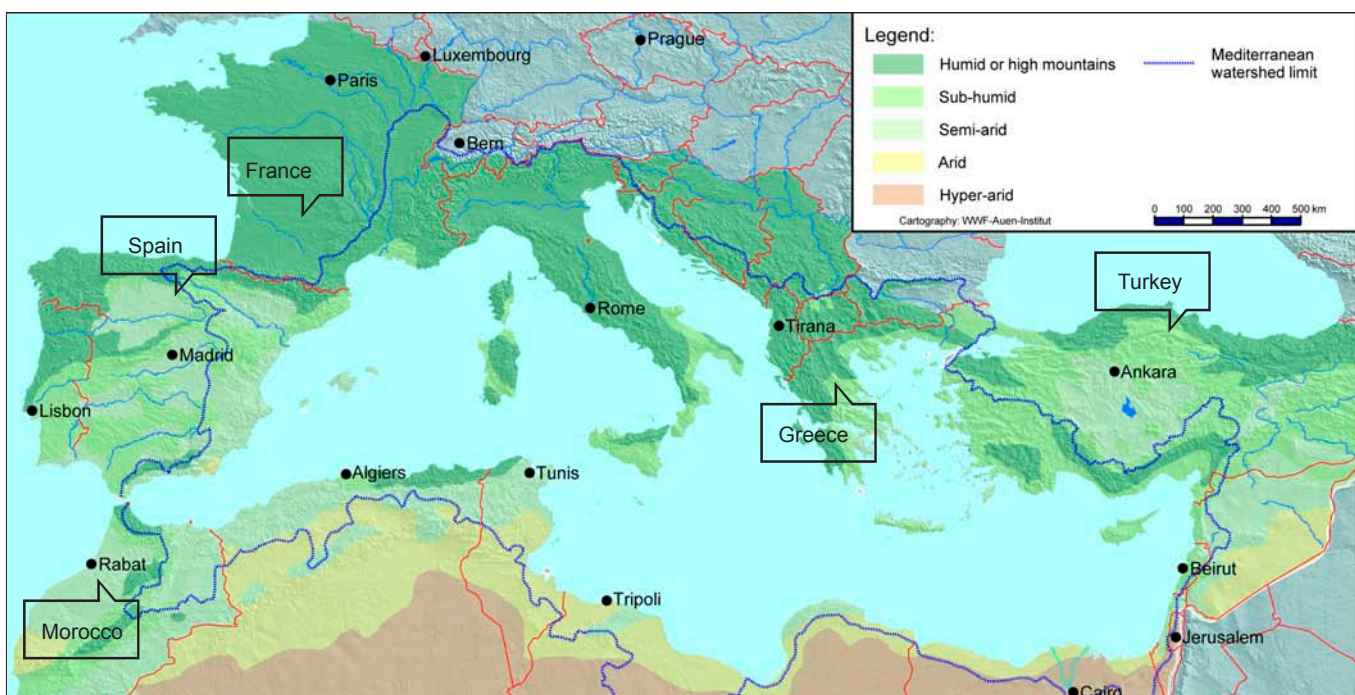 Prague
Luxembourg
Paris
Bern
France
Spain
Madrid
Lisbon
Rome
Tirana
Greece
Turkey
Ankara
Algiers
Tunis
Rabat
Morocco
Tripoli
Beirut
Jerusalem
Cairo
Legend:
Humid or high mountains
Sub-humid
Semi-arid
Arid
Hyper-arid
Mediterranean
watershed limit
Cartography: WWF-Auen-Institut
0 100 200 300 400 500 km